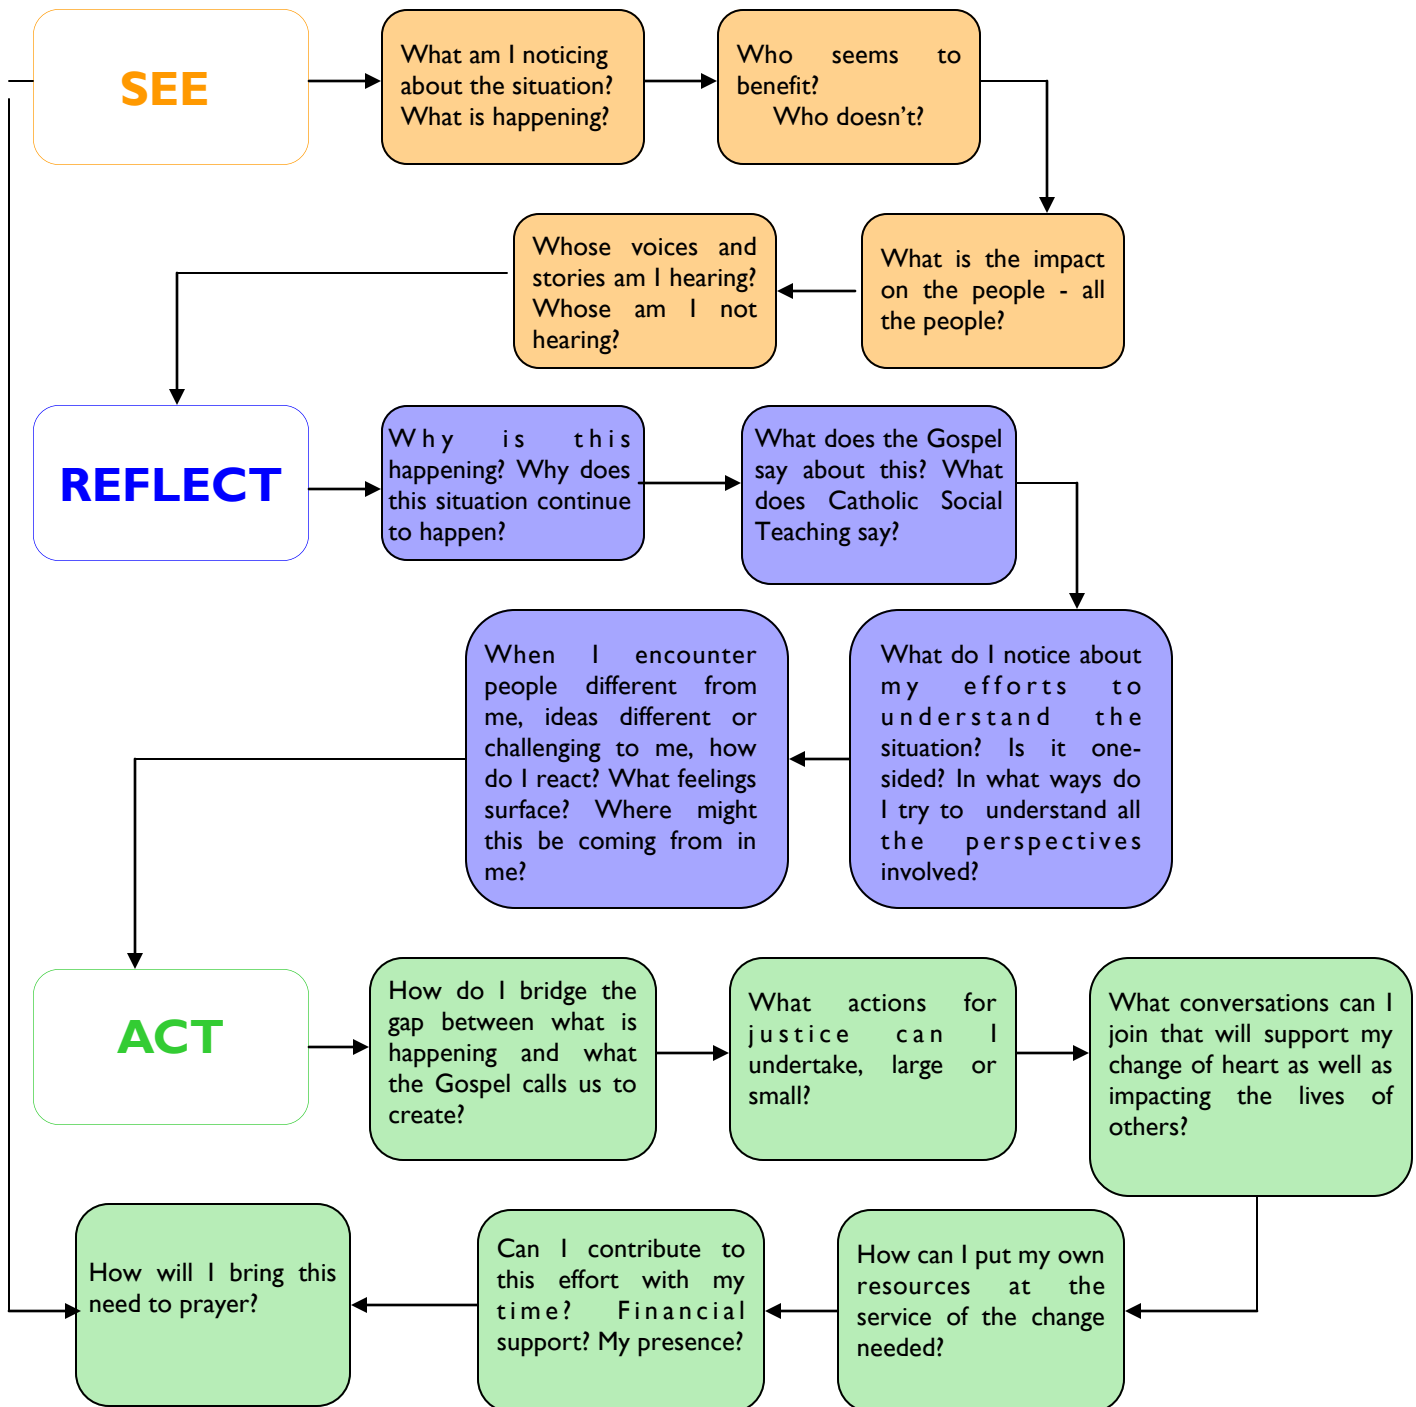 SEE
What am I noticing
about the situation?
What is happening?
Who seems to
benefit?
Who doesn't?
What is the impact
on the people - all
the people?
Whose voices and
stories am I hearing?
Whose am I not
hearing?
REFLECT
Why is this
happening? Why does
this situation continue
to happen?
What does the Gospel
say about this? What
does Catholic Social
Teaching say?
What do I notice about
my efforts to
understand the
situation? Is it one-
sided? In what ways do
I try to understand all
the perspectives
involved?
When I encounter
people different from
me, ideas different or
challenging to me, how
do I react? What feelings
surface? Where might
this be coming from in
me?
ACT
How do I bridge the
gap between what is
happening and what
the Gospel calls us to
create?
What actions for
justice can I
undertake, large or
small?
What conversations can I
join that will support my
change of heart as well as
impacting the lives of
others?
How can I put my own
resources at the
service of the change
needed?
Can I contribute to
this effort with my
time? Financial
support? My presence?
How will I bring this
need to prayer?